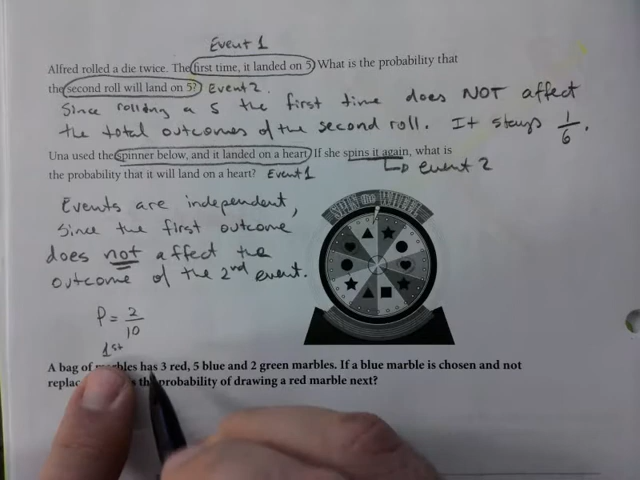 Event 1
Alfred rolled a die twice. The first time, it landed on 5. What is the probability that
the second roll will land on 5? Event 2.
Since rolling a 5 the first time does NOT affect
the total outcomes of the second roll. It stays 1/6.
Una used the spinner below, and it landed on a heart. If she spins it again, what is
the probability that it will land on a heart? Event 1 ↳ event 2
SPIN THE WHEEL
Events are independent,
since the first outcome
does not affect the
outcome of the 2nd event.
P = 2/10
1st
A bag of marbles has 3 red, 5 blue and 2 green marbles. If a blue marble is chosen and not
probability of drawing a red marble next?